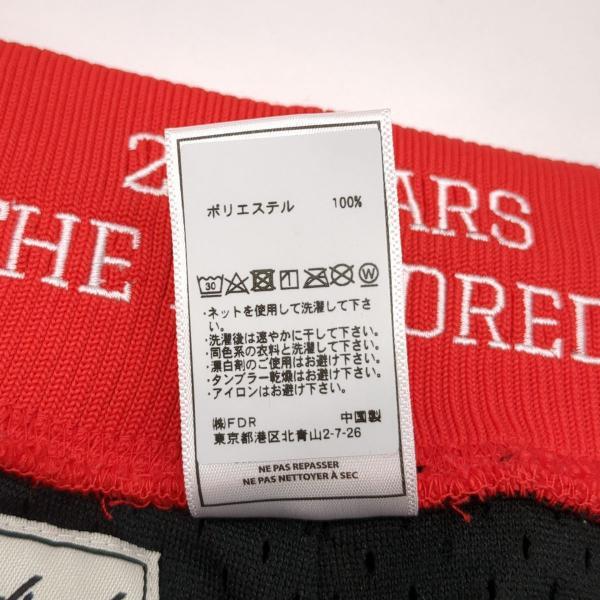 2 ARS
THE ORED
ポリエステル 100%
30
・ネットを使用して洗濯して下さ
い。
・洗濯後は速やかに干して下さい。
・同色系の衣料と洗濯して下さい。
・漂白剤のご使用はお避け下さい。
・タンブラー乾燥はお避け下さい。
・アイロンはお避け下さい。
㈱FDR 中国製
東京都港区北青山2-7-26
NE PAS REPASSER
NE PAS NETTOYER À SEC